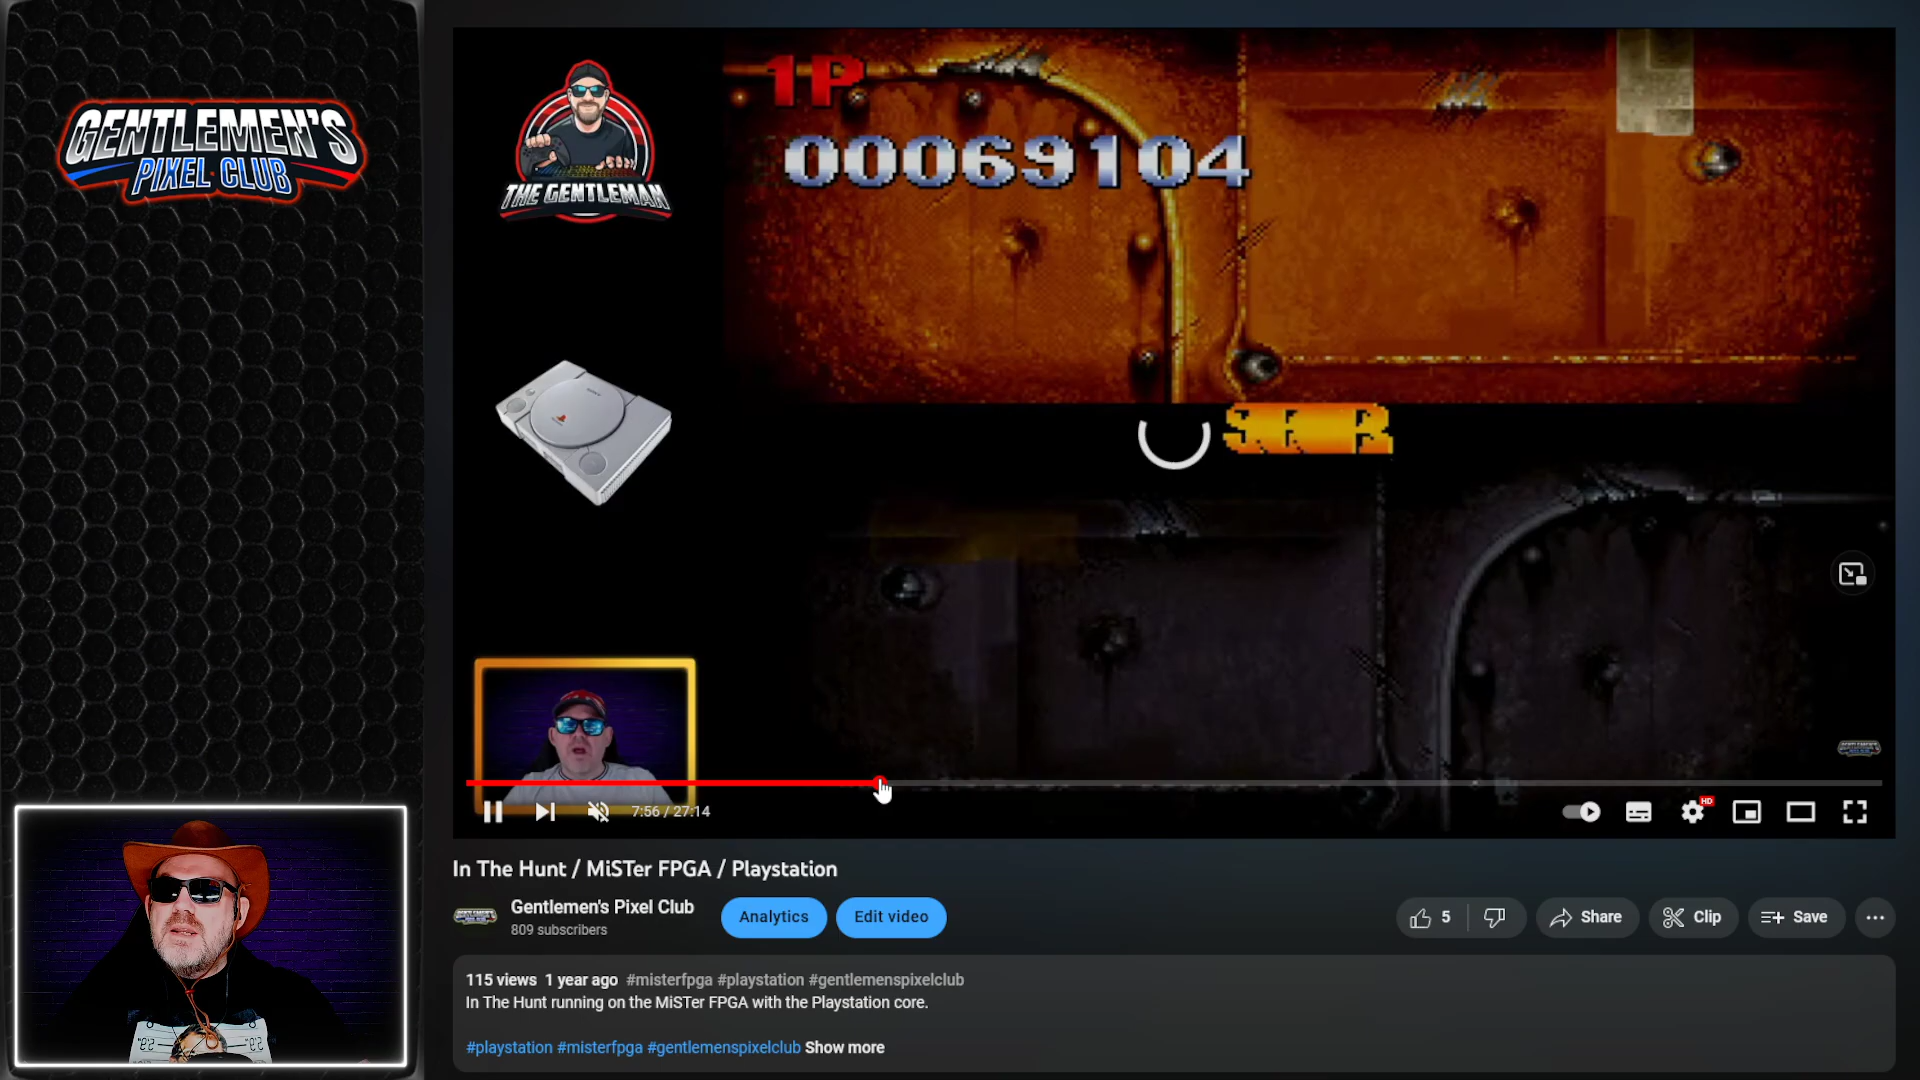 GENTLEMEN'S
PIXEL CLUB
THE GENTLEMAN
1P
00069104
7:56 / 27:14
HD
In The Hunt / MiSTer FPGA / Playstation
Gentlemen's Pixel Club
809 subscribers
Analytics
Edit video
5
Share
Clip
Save
115 views 1 year ago #misterfpga #playstation #gentlemenspixelclub
In The Hunt running on the MiSTer FPGA with the Playstation core.
#playstation #misterfpga #gentlemenspixelclub Show more